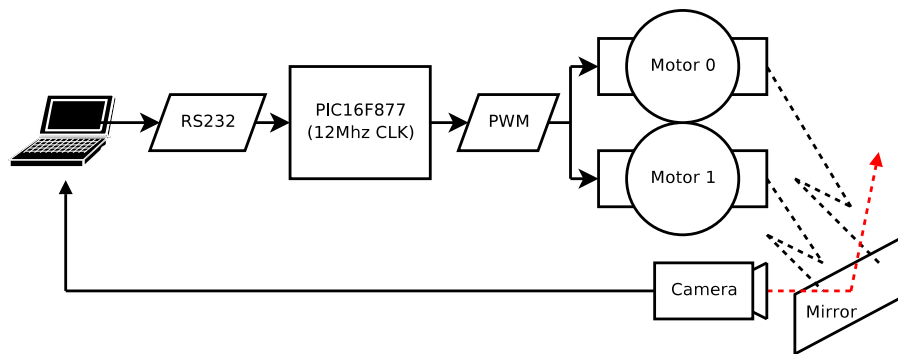 RS232
PIC16F877
(12Mhz CLK)
PWM
Motor 0
Motor 1
Camera
Mirror